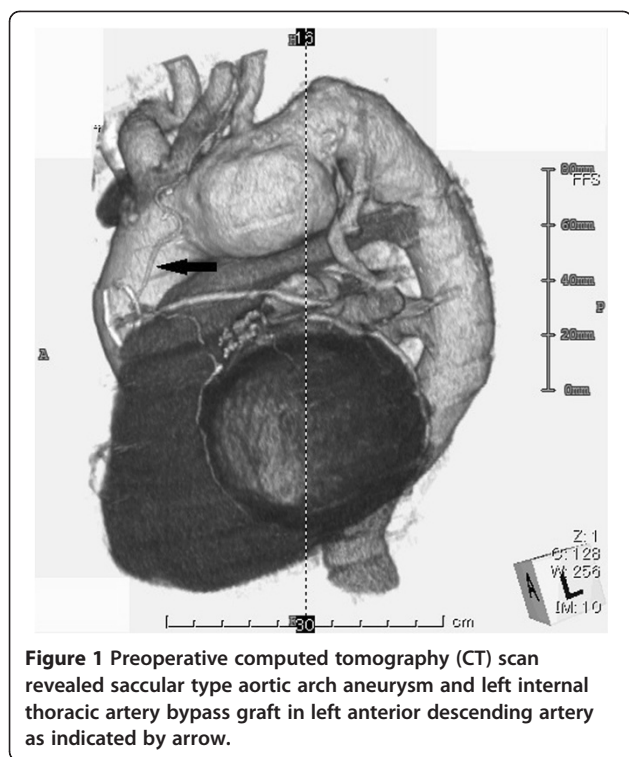 16
80mm
FFS
60mm
40mm
A
P
20mm
0mm
Z: 1
C: 128
W: 256
A L
IM: 10
30
cm
Figure 1 Preoperative computed tomography (CT) scan
revealed saccular type aortic arch aneurysm and left internal
thoracic artery bypass graft in left anterior descending artery
as indicated by arrow.